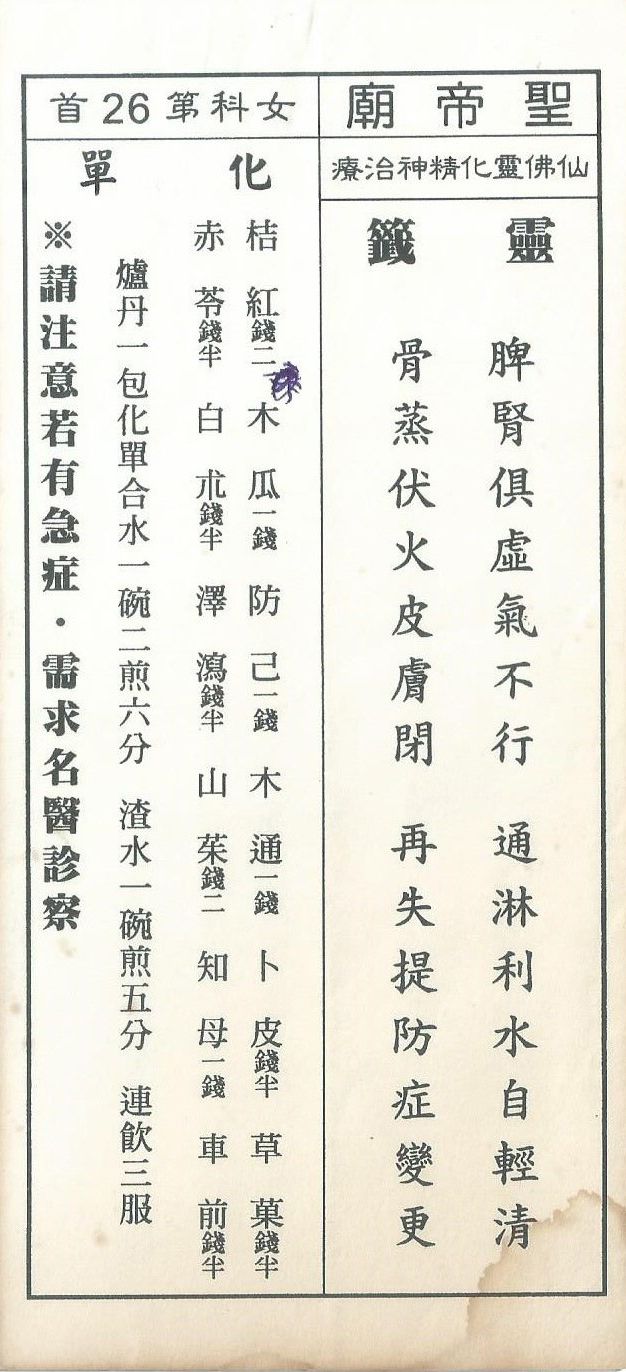 聖帝廟
仙佛靈化精神治療
靈籤
脾腎俱虛氣不行　通淋利水自輕清
骨蒸伏火皮膚閉　再失提防症變更
女科第26首
化單
桔紅錢二　木瓜一錢　防己一錢　木通一錢　卜皮錢半　草菓錢半
赤苓錢半　白朮錢半　澤瀉錢半　山茱錢二　知母一錢　車前錢半
爐丹一包化單合水一碗二煎六分　渣水一碗煎五分　連飲三服
※請注意若有急症．需求名醫診察